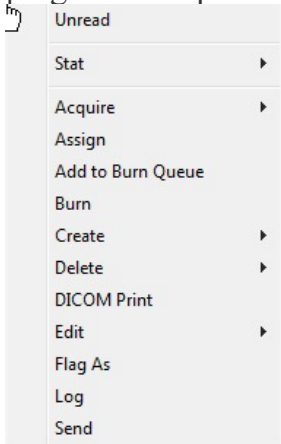 Unread
Stat
Acquire
Assign
Add to Burn Queue
Burn
Create
Delete
DICOM Print
Edit
Flag As
Log
Send